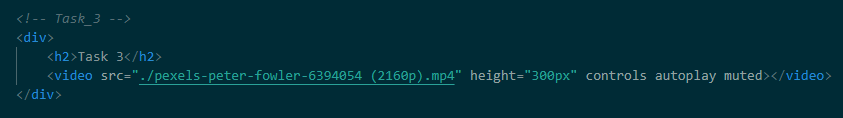 <!-- Task_3 -->
<div>
<h2>Task 3</h2>
<video src="./pexels-peter-fowler-6394054 (2160p).mp4" height="300px" controls autoplay muted></video>
</div>